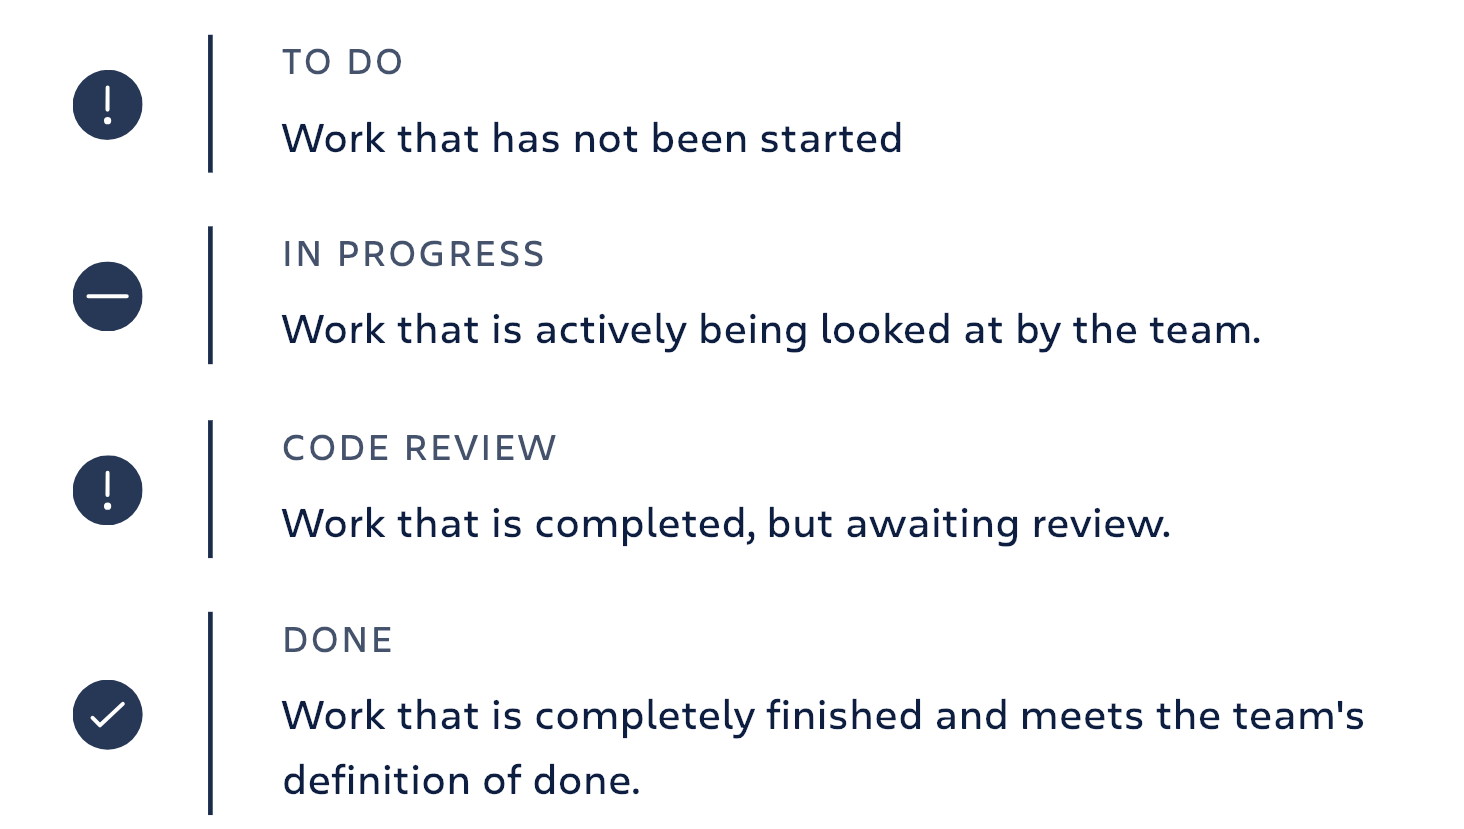 TO DO
Work that has not been started
IN PROGRESS
Work that is actively being looked at by the team.
CODE REVIEW
Work that is completed, but awaiting review.
DONE
Work that is completely finished and meets the team's
definition of done.